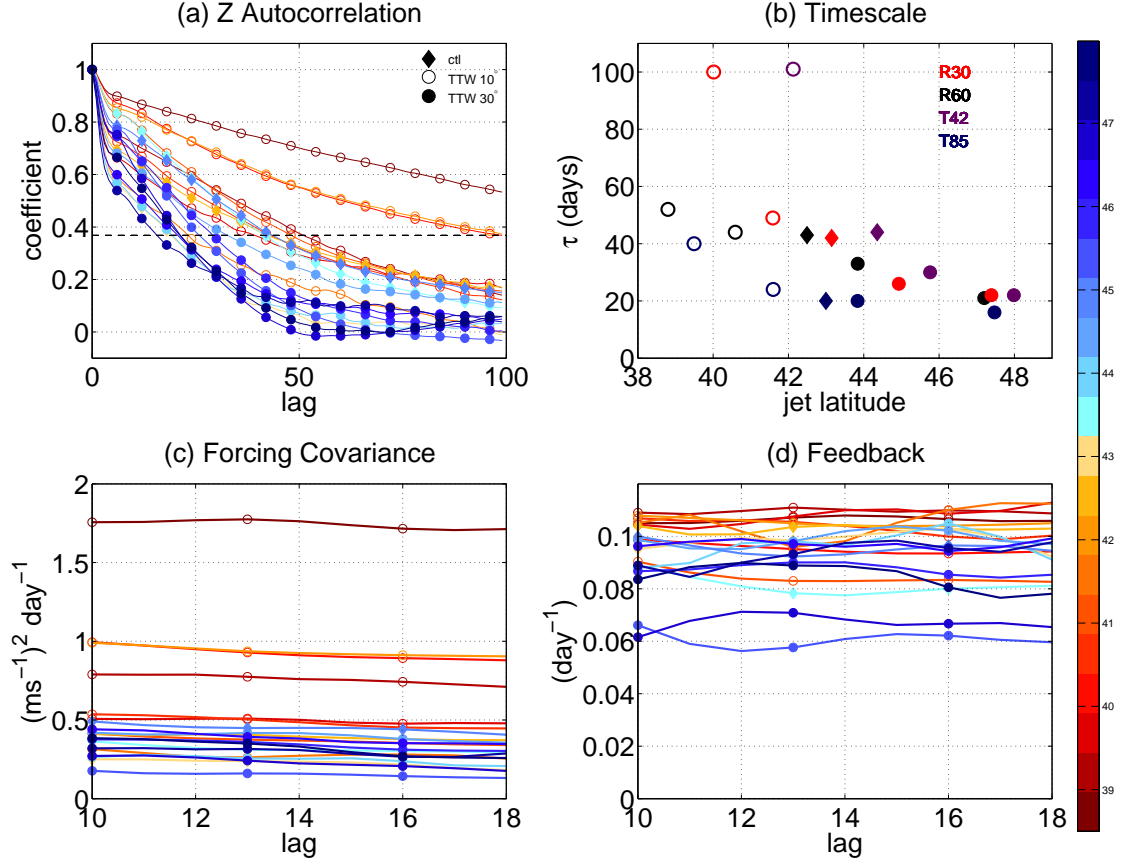 (a) Z Autocorrelation
coefficient
1
0.8
0.6
0.4
0.2
0
0
50
100
lag
ctl
TTW 10°
TTW 30°
(b) Timescale
τ (days)
100
80
60
40
20
0
38
40
42
44
46
48
jet latitude
R30
R60
T42
T85
(c) Forcing Covariance
(ms⁻¹)² day⁻¹
2
1.5
1
0.5
0
10
12
14
16
18
lag
(d) Feedback
(day⁻¹)
0.1
0.08
0.06
0.04
0.02
0
10
12
14
16
18
lag
47
46
45
44
43
42
41
40
39